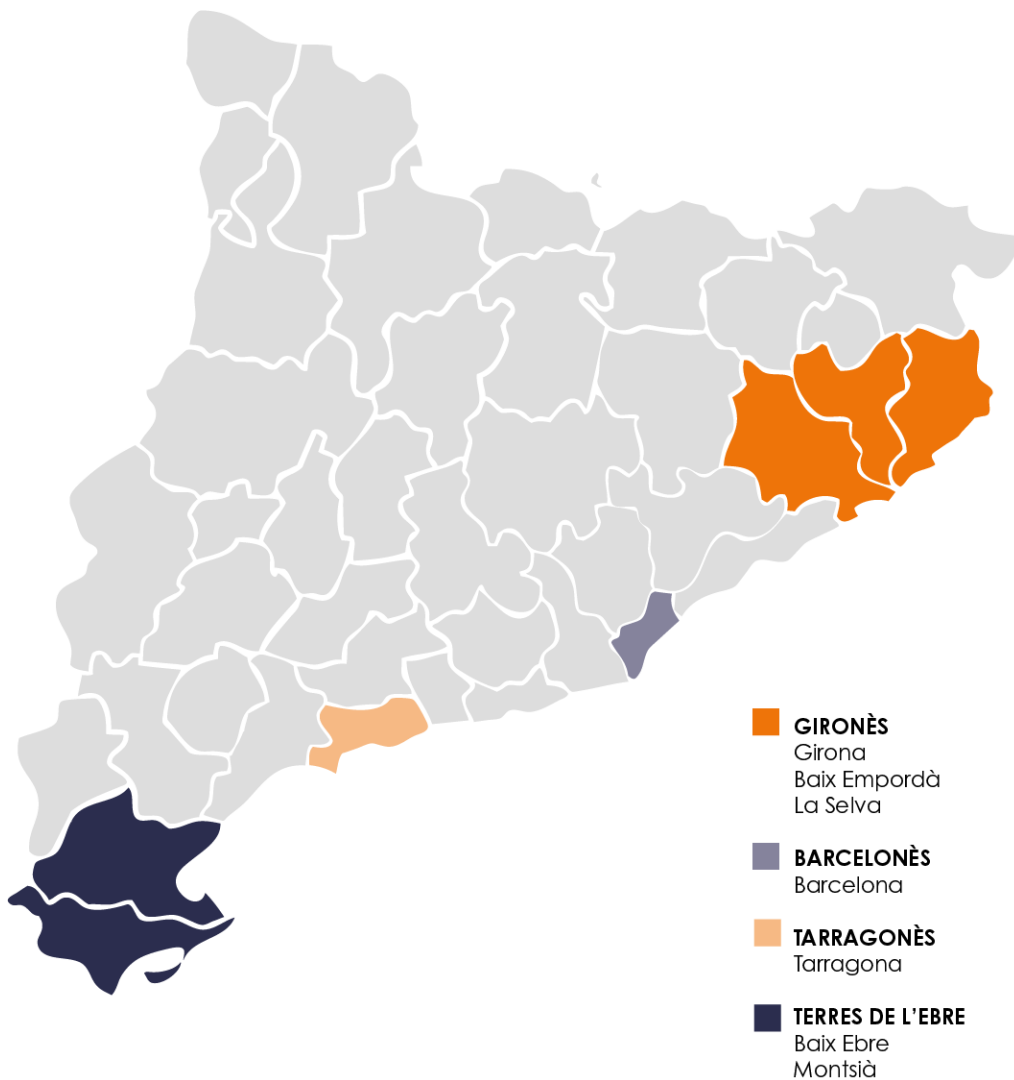 GIRONÈS
Girona
Baix Empordà
La Selva
BARCELONÈS
Barcelona
TARRAGONÈS
Tarragona
TERRES DE L'EBRE
Baix Ebre
Montsià